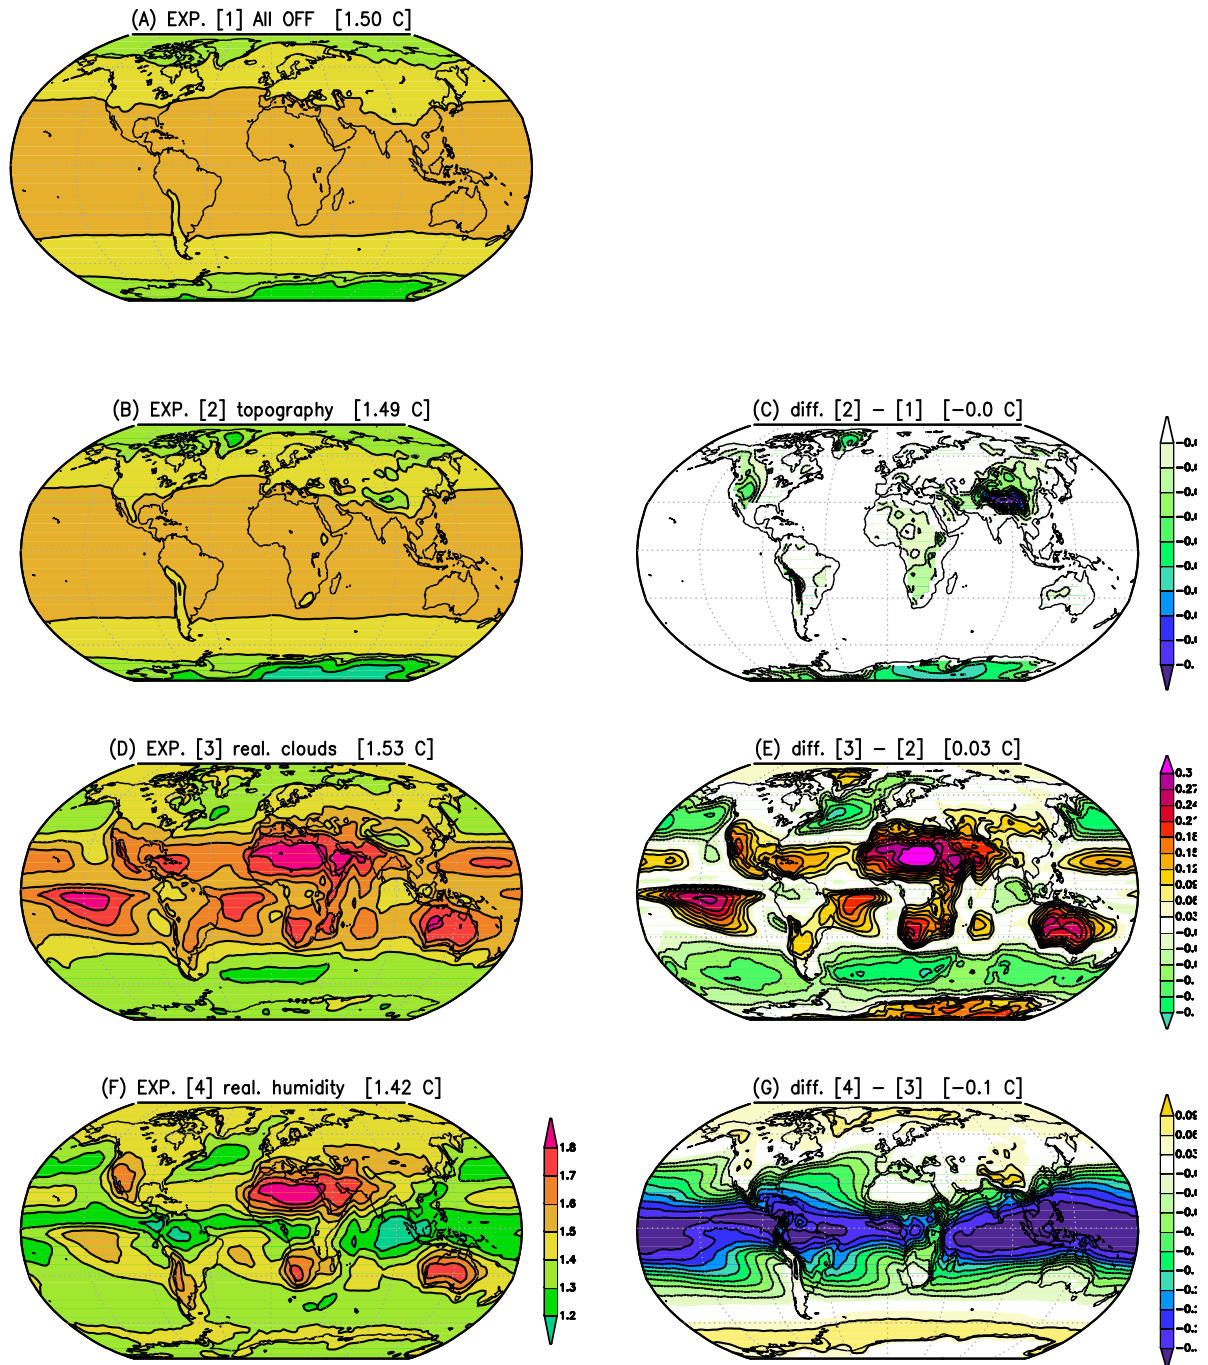 (A) EXP. [1] All OFF [1.50 C]
(B) EXP. [2] topography [1.49 C]
(C) diff. [2] − [1] [−0.0 C]
(D) EXP. [3] real. clouds [1.53 C]
(E) diff. [3] − [2] [0.03 C]
0.3
0.27
0.24
0.18
0.15
0.12
0.09
0.06
0.03
(F) EXP. [4] real. humidity [1.42 C]
1.8
1.7
1.6
1.5
1.4
1.3
1.2
(G) diff. [4] − [3] [−0.1 C]
0.09
0.06
0.03